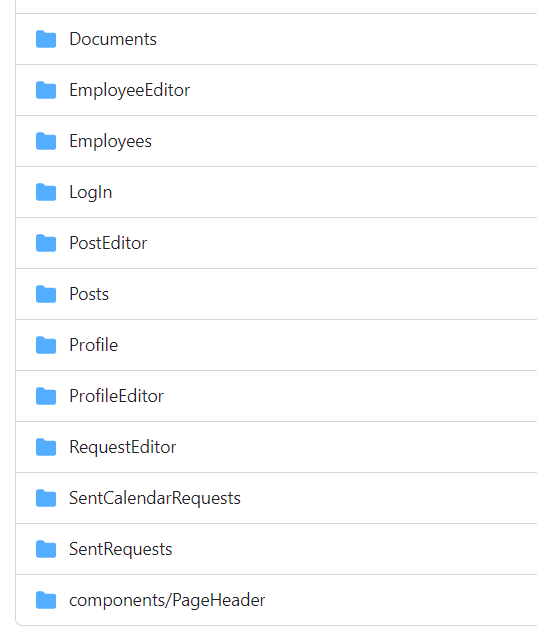 Documents
EmployeeEditor
Employees
LogIn
PostEditor
Posts
Profile
ProfileEditor
RequestEditor
SentCalendarRequests
SentRequests
components/PageHeader